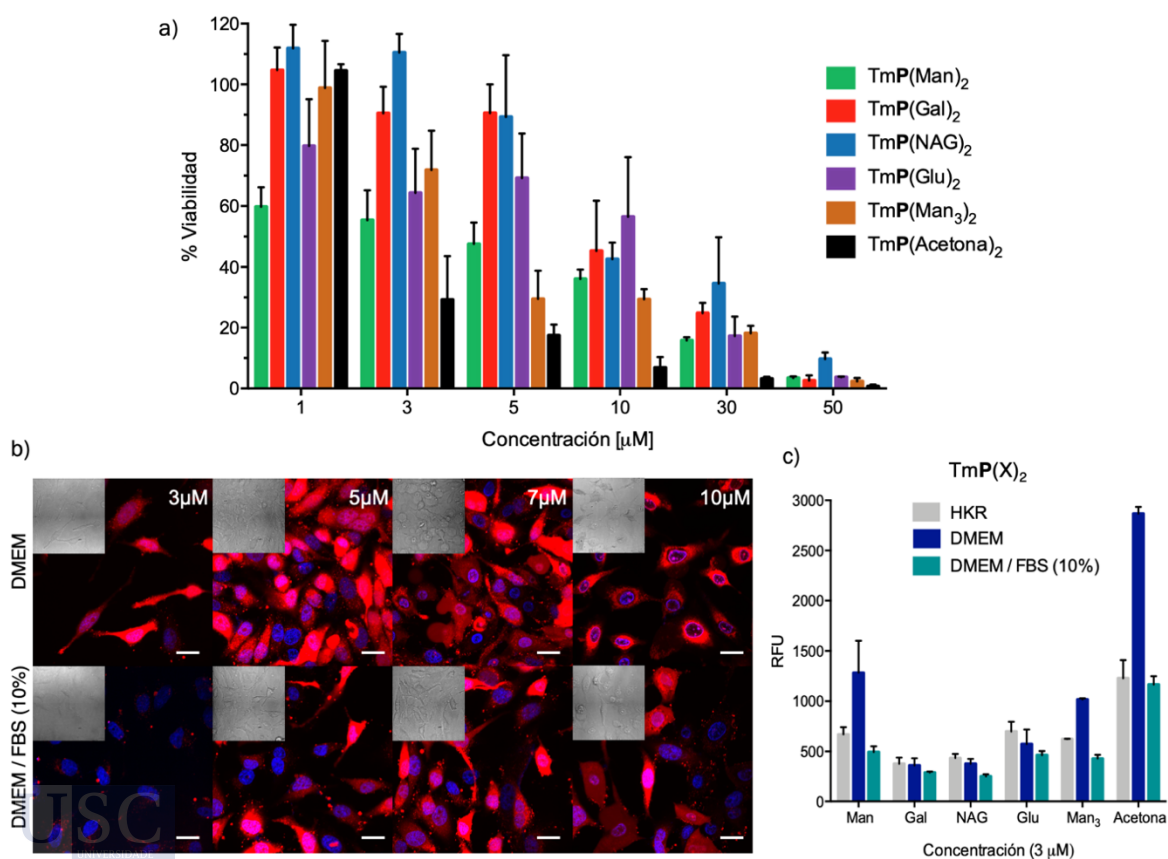 a)
% Viabilidad
120
100
80
60
40
20
0
1 3 5 10 30 50
Concentración [μM]
TmP(Man)₂
TmP(Gal)₂
TmP(NAG)₂
TmP(Glu)₂
TmP(Man₃)₂
TmP(Acetona)₂
b)
3μM 5μM 7μM 10μM
DMEM
DMEM / FBS (10%)
USC
UNIVERSIDADE
c)
TmP(X)₂
HKR
DMEM
DMEM / FBS (10%)
RFU
3000
2500
2000
1500
1000
500
0
Man Gal NAG Glu Man₃ Acetona
Concentración (3 μM)